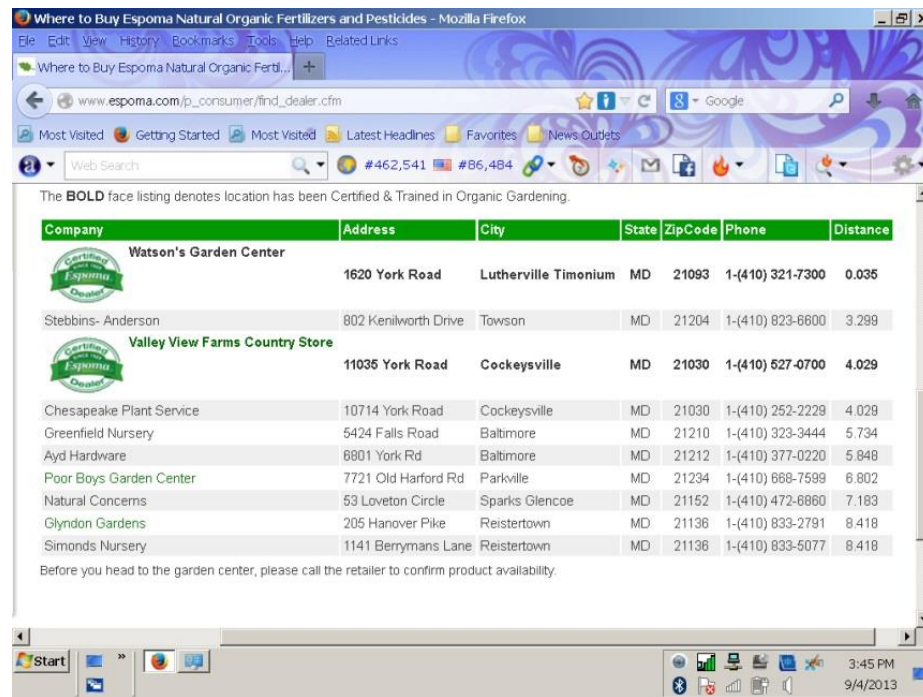 Where to Buy Espoma Natural Organic Fertilizers and Pesticides - Mozilla Firefox
File Edit View History Bookmarks Tools Help Related Links
Where to Buy Espoma Natural Organic Fertil... +
www.espoma.com/p_consumer/find_dealer.cfm 8 - Google
Most Visited Getting Started Most Visited Latest Headlines Favorites News Outlets
a Web Search #462,541 #86,484
The BOLD face listing denotes location has been Certified & Trained in Organic Gardening.
Company Address City State ZipCode Phone Distance
Certified Espoma Dealer Watson's Garden Center 1620 York Road Lutherville Timonium MD 21093 1-(410) 321-7300 0.035
Stebbins- Anderson 802 Kenilworth Drive Towson MD 21204 1-(410) 823-6600 3.299
Certified Espoma Dealer Valley View Farms Country Store 11035 York Road Cockeysville MD 21030 1-(410) 527-0700 4.029
Chesapeake Plant Service 10714 York Road Cockeysville MD 21030 1-(410) 252-2229 4.029
Greenfield Nursery 5424 Falls Road Baltimore MD 21210 1-(410) 323-3444 5.734
Ayd Hardware 6801 York Rd Baltimore MD 21212 1-(410) 377-0220 5.848
Poor Boys Garden Center 7721 Old Harford Rd Parkville MD 21234 1-(410) 668-7599 6.802
Natural Concerns 53 Loveton Circle Sparks Glencoe MD 21152 1-(410) 472-6860 7.183
Glyndon Gardens 205 Hanover Pike Reistertown MD 21136 1-(410) 833-2791 8.418
Simonds Nursery 1141 Berrymans Lane Reistertown MD 21136 1-(410) 833-5077 8.418
Before you head to the garden center, please call the retailer to confirm product availability.
Start » 3:45 PM
9/4/2013